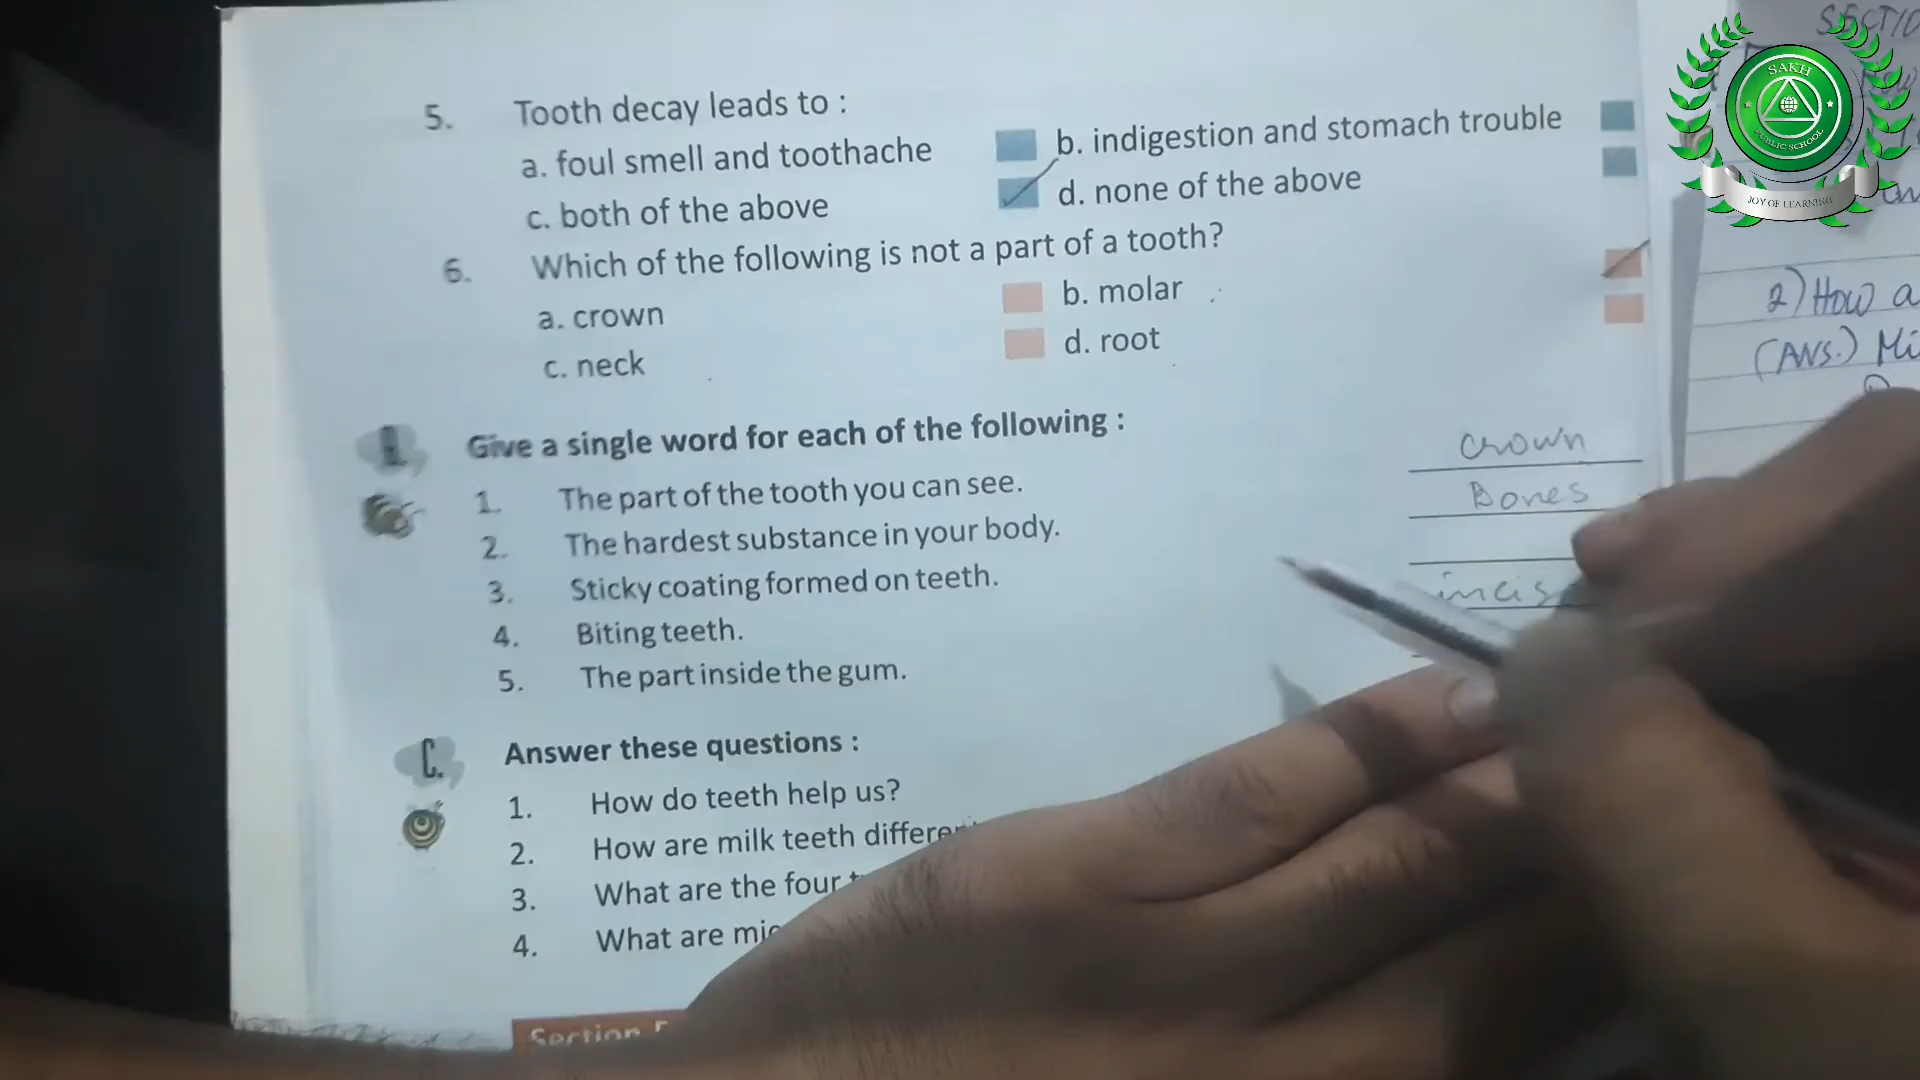 5. Tooth decay leads to :
a. foul smell and toothache b. indigestion and stomach trouble
c. both of the above d. none of the above
6. Which of the following is not a part of a tooth?
a. crown b. molar
c. neck d. root
Give a single word for each of the following :
1. The part of the tooth you can see. crown
2. The hardest substance in your body. Bones
3. Sticky coating formed on teeth.
4. Biting teeth. incis
5. The part inside the gum.
C. Answer these questions :
1. How do teeth help us?
2. How are milk teeth differen
3. What are the four
4. What are mic
Section
SAKH
PUBLIC SCHOOL
JOY OF LEARNING
SECTIO
2) How a
(ANS.) Mi